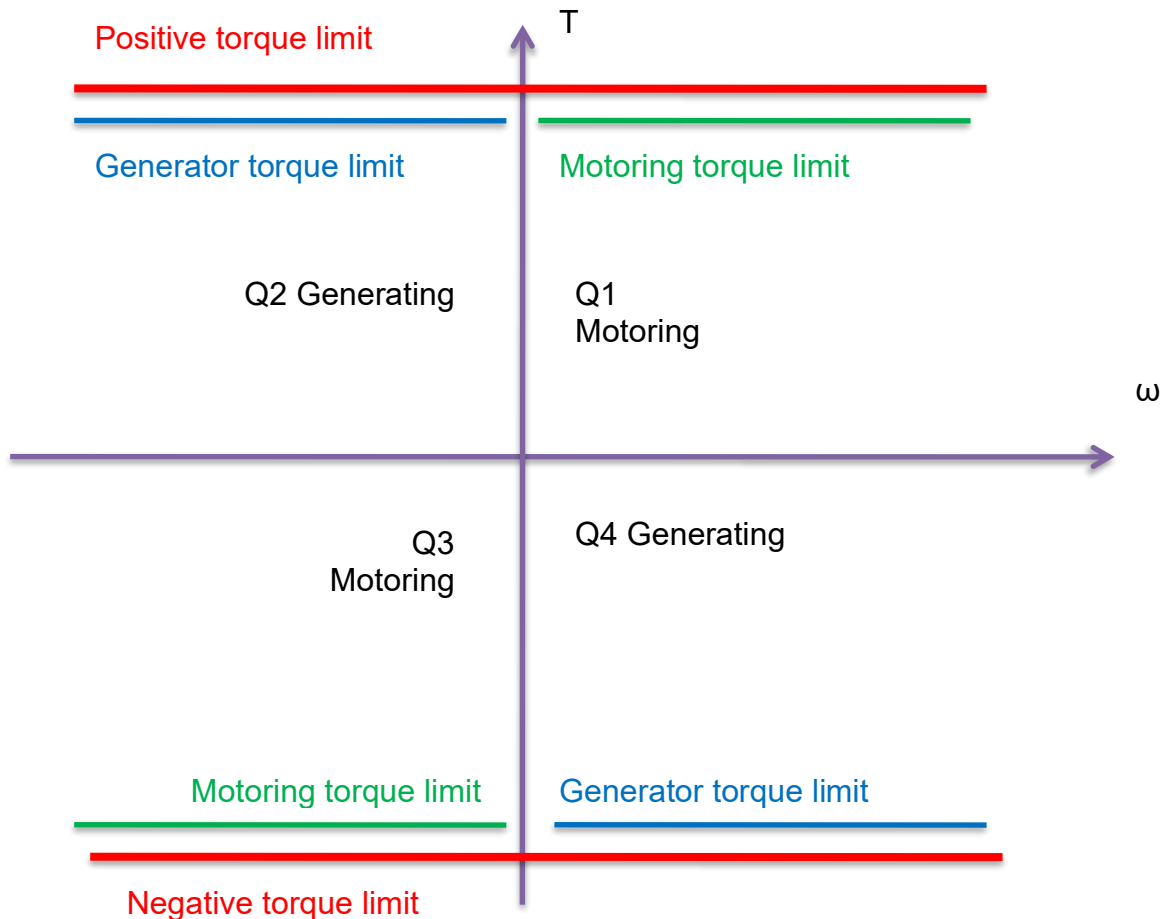 T
Positive torque limit
Generator torque limit
Motoring torque limit
Q2 Generating
Q1
Motoring
ω
Q3
Motoring
Q4 Generating
Motoring torque limit
Generator torque limit
Negative torque limit